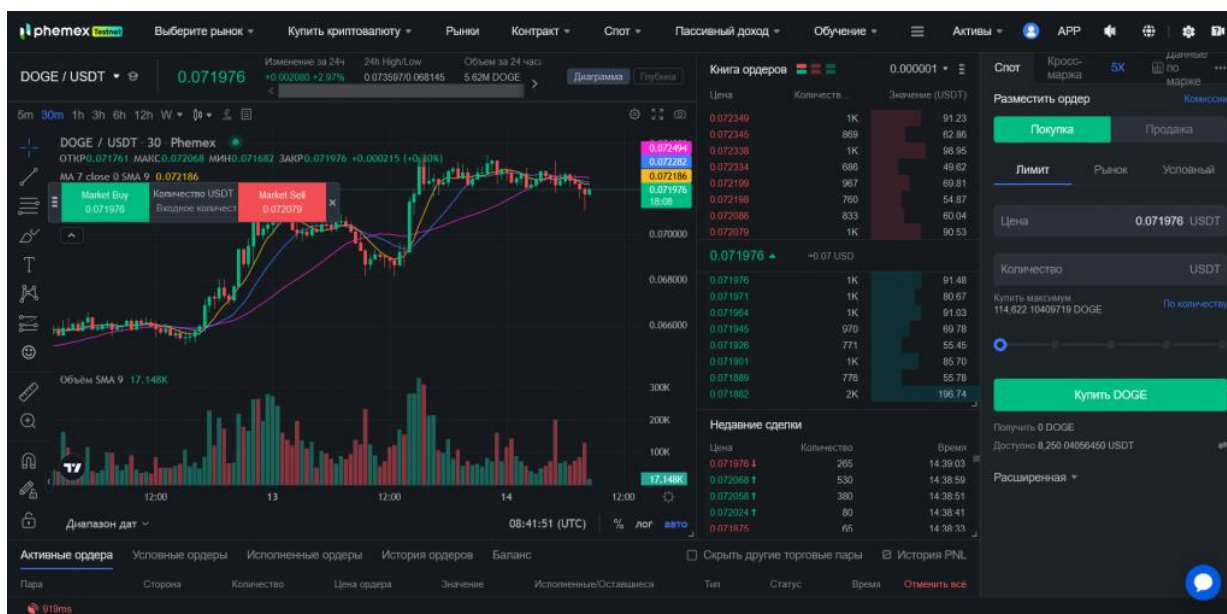 phemex Testnet
Выберите рынок
Купить криптовалюту
Рынки
Контракт
Спот
Пассивный доход
Обучение
Активы
APP
DOGE / USDT
0.071976
Изменение за 24ч
+0.002080 +2.97%
24h High/Low
0.073597/0.068145
Объем за 24 час
5.62M DOGE
Диаграмма
Глубина
5m 30m 1h 3h 6h 12h W
DOGE / USDT · 30 · Phemex
ОТКР0.071761 МАКС0.072068 МИН0.071682 ЗАКР0.071976 +0.000215 (+0.30%)
MA 7 close 0 SMA 9 0.072186
Market Buy
0.071976
Количество USDT
Входное количест
Market Sell
0.072079
0.072494
0.072282
0.072186
0.071976
18:08
0.070000
0.068000
0.066000
Объём SMA 9 17.148K
300K
200K
100K
17.148K
12:00
13
12:00
14
12:00
Диапазон дат
08:41:51 (UTC)
%
лог
авто
Книга ордеров
0.000001
Цена Количеств... Значение (USDT)
0.072349 1K 91.23
0.072345 869 62.86
0.072338 1K 98.95
0.072334 686 49.62
0.072199 967 69.81
0.072198 760 54.87
0.072086 833 60.04
0.072079 1K 90.53
0.071976 ≈0.07 USD
0.071976 1K 91.48
0.071971 1K 80.67
0.071964 1K 91.03
0.071945 970 69.78
0.071926 771 55.45
0.071901 1K 85.70
0.071889 776 55.78
0.071882 2K 196.74
Недавние сделки
Цена Количество Время
0.071976 265 14:39:03
0.072068 530 14:38:59
0.072058 380 14:38:51
0.072024 80 14:38:41
0.071875 65 14:38:33
Спот
Кросс-маржа
5X
Данные по марже
Разместить ордер
Комиссии
Покупка
Продажа
Лимит
Рынок
Условный
Цена 0.071976 USDT
Количество USDT
Купить максимум
114,622.10409719 DOGE
По количеству
Купить DOGE
Получить 0 DOGE
Доступно 8,250.04056450 USDT
Расширенная
Активные ордера
Условные ордеры
Исполненные ордеры
История ордеров
Баланс
Скрыть другие торговые пары
История PNL
Пара Сторона Количество Цена ордера Значение Исполненные/Оставшиеся Тип Статус Время Отменить всё
919ms